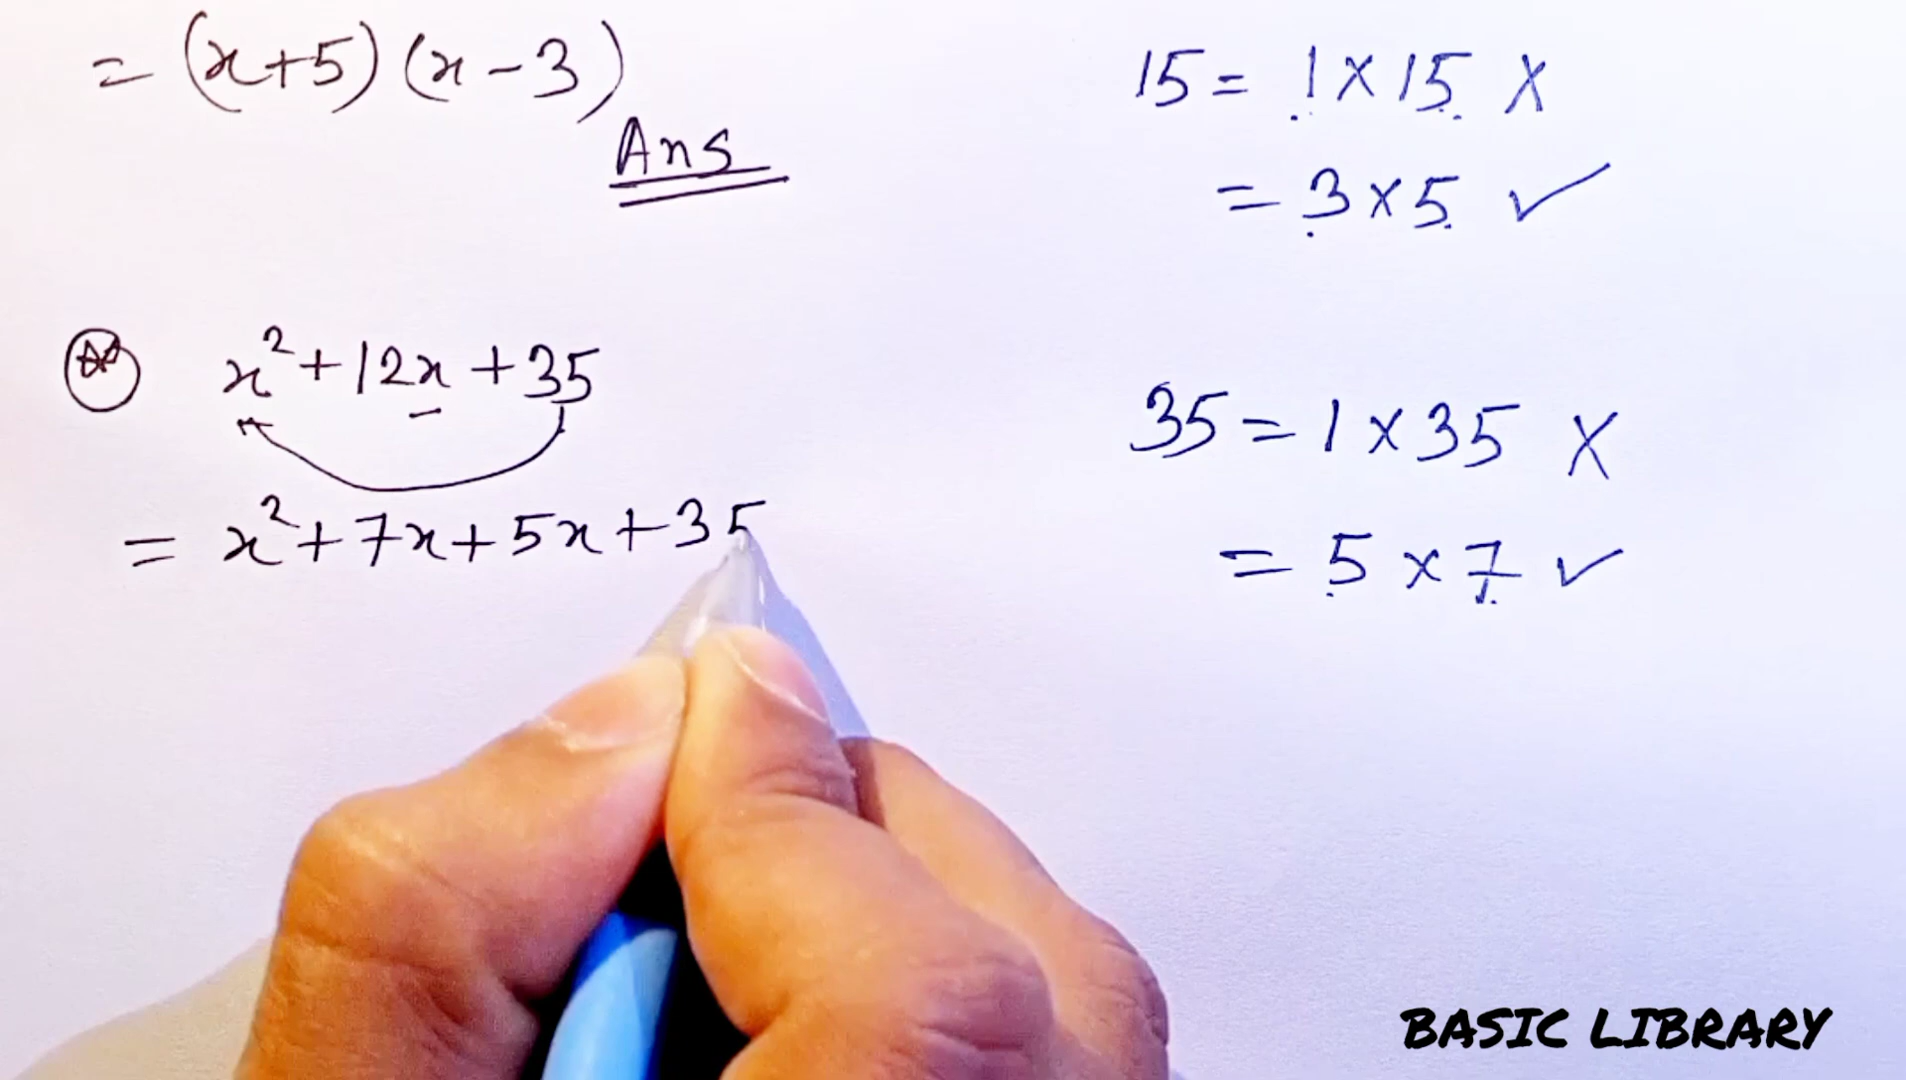 = (x+5) (x-3)
Ans
15 = 1 × 15 ×
= 3 × 5 ✓
x²+12x+35
= x²+7x+5x+35
35 = 1 × 35 ×
= 5 × 7 ✓
BASIC LIBRARY